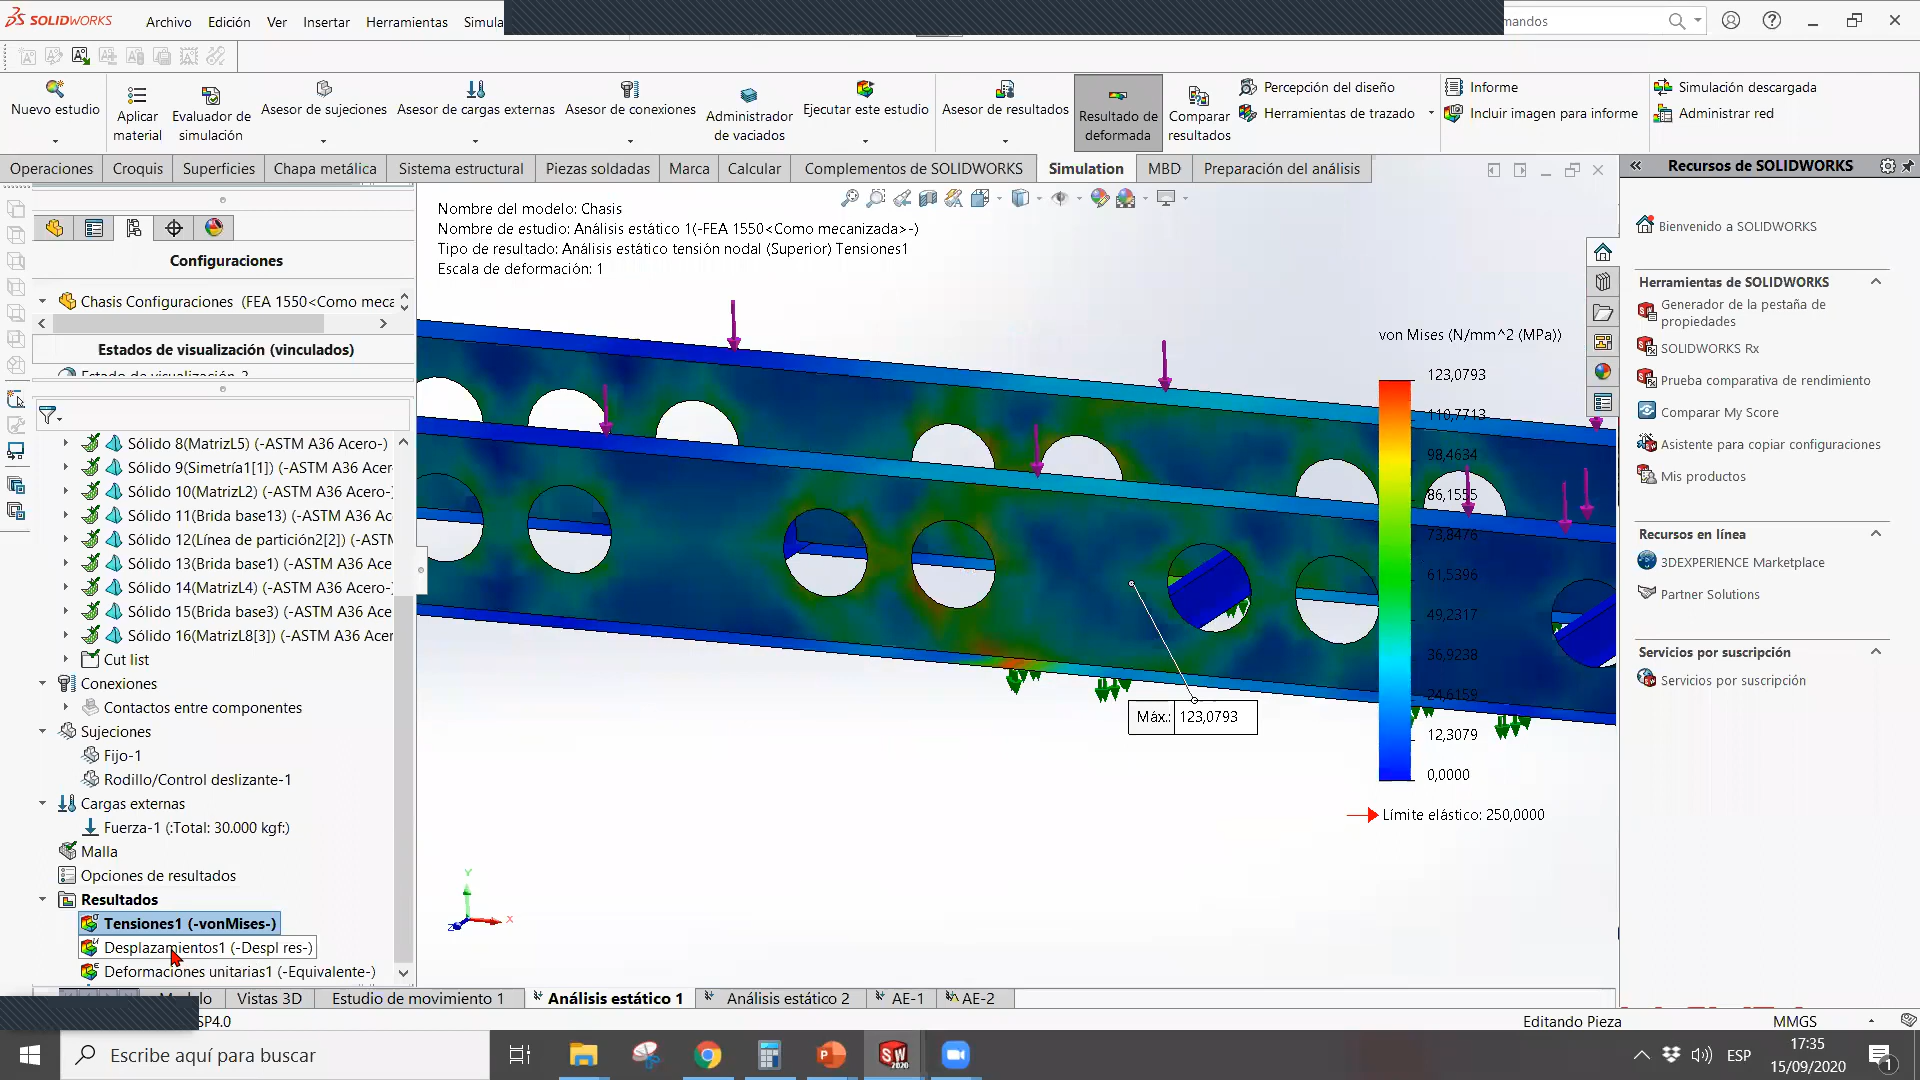 SOLIDWORKS
Archivo
Edición
Ver
Insertar
Herramientas
Simula
mandos
Nuevo estudio
Aplicar material
Evaluador de simulación
Asesor de sujeciones
Asesor de cargas externas
Asesor de conexiones
Administrador de vaciados
Ejecutar este estudio
Asesor de resultados
Resultado de deformada
Comparar resultados
Percepción del diseño
Herramientas de trazado
Informe
Incluir imagen para informe
Simulación descargada
Administrar red
Operaciones
Croquis
Superficies
Chapa metálica
Sistema estructural
Piezas soldadas
Marca
Calcular
Complementos de SOLIDWORKS
Simulation
MBD
Preparación del análisis
Configuraciones
Chasis Configuraciones (FEA 1550<Como meca
Estados de visualización (vinculados)
Estado de visualización-2
Sólido 8(MatrizL5) (-ASTM A36 Acero-)
Sólido 9(Simetría1[1]) (-ASTM A36 Acer
Sólido 10(MatrizL2) (-ASTM A36 Acero-)
Sólido 11(Brida base13) (-ASTM A36 Ac
Sólido 12(Línea de partición2[2]) (-ASTM
Sólido 13(Brida base1) (-ASTM A36 Ace
Sólido 14(MatrizL4) (-ASTM A36 Acero-
Sólido 15(Brida base3) (-ASTM A36 Ace
Sólido 16(MatrizL8[3]) (-ASTM A36 Acer
Cut list
Conexiones
Contactos entre componentes
Sujeciones
Fijo-1
Rodillo/Control deslizante-1
Cargas externas
Fuerza-1 (:Total: 30.000 kgf:)
Malla
Opciones de resultados
Resultados
Tensiones1 (-vonMises-)
Desplazamientos1 (-Despl res-)
Deformaciones unitarias1 (-Equivalente-)
Nombre del modelo: Chasis
Nombre de estudio: Análisis estático 1(-FEA 1550<Como mecanizada>-)
Tipo de resultado: Análisis estático tensión nodal (Superior) Tensiones1
Escala de deformación: 1
von Mises (N/mm^2 (MPa))
123,0793
110,7713
98,4634
86,1555
73,8476
61,5396
49,2317
36,9238
24,6159
12,3079
0,0000
Límite elástico: 250,0000
Máx.: 123,0793
Y
X
Z
Recursos de SOLIDWORKS
Bienvenido a SOLIDWORKS
Herramientas de SOLIDWORKS
Generador de la pestaña de
propiedades
SOLIDWORKS Rx
Prueba comparativa de rendimiento
Comparar My Score
Asistente para copiar configuraciones
Mis productos
Recursos en línea
3DEXPERIENCE Marketplace
Partner Solutions
Servicios por suscripción
Servicios por suscripción
Vistas 3D
Estudio de movimiento 1
Análisis estático 1
Análisis estático 2
AE-1
AE-2
SP4.0
Editando Pieza
MMGS
Escribe aquí para buscar
ESP
17:35
15/09/2020
1